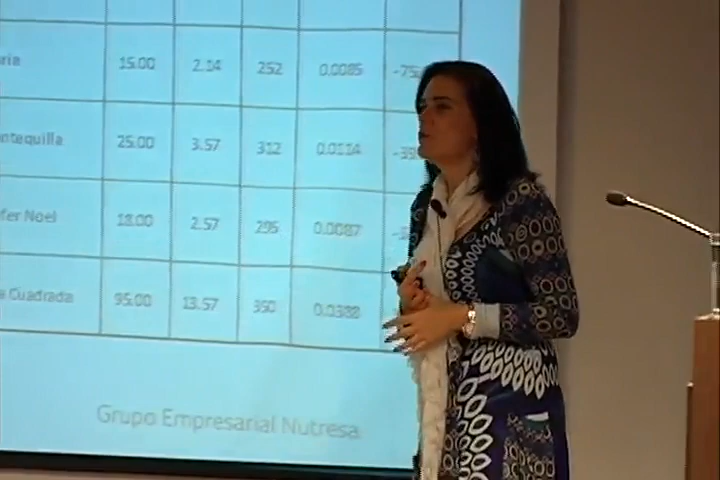 ria 15.00 2.14 252 0.0085
ntequilla 25.00 3.57 312 0.0114
fer Noel 18.00 2.57 295 0.0087
a Cuadrada 95.00 13.57 350 0.0388
Grupo Empresarial Nutresa